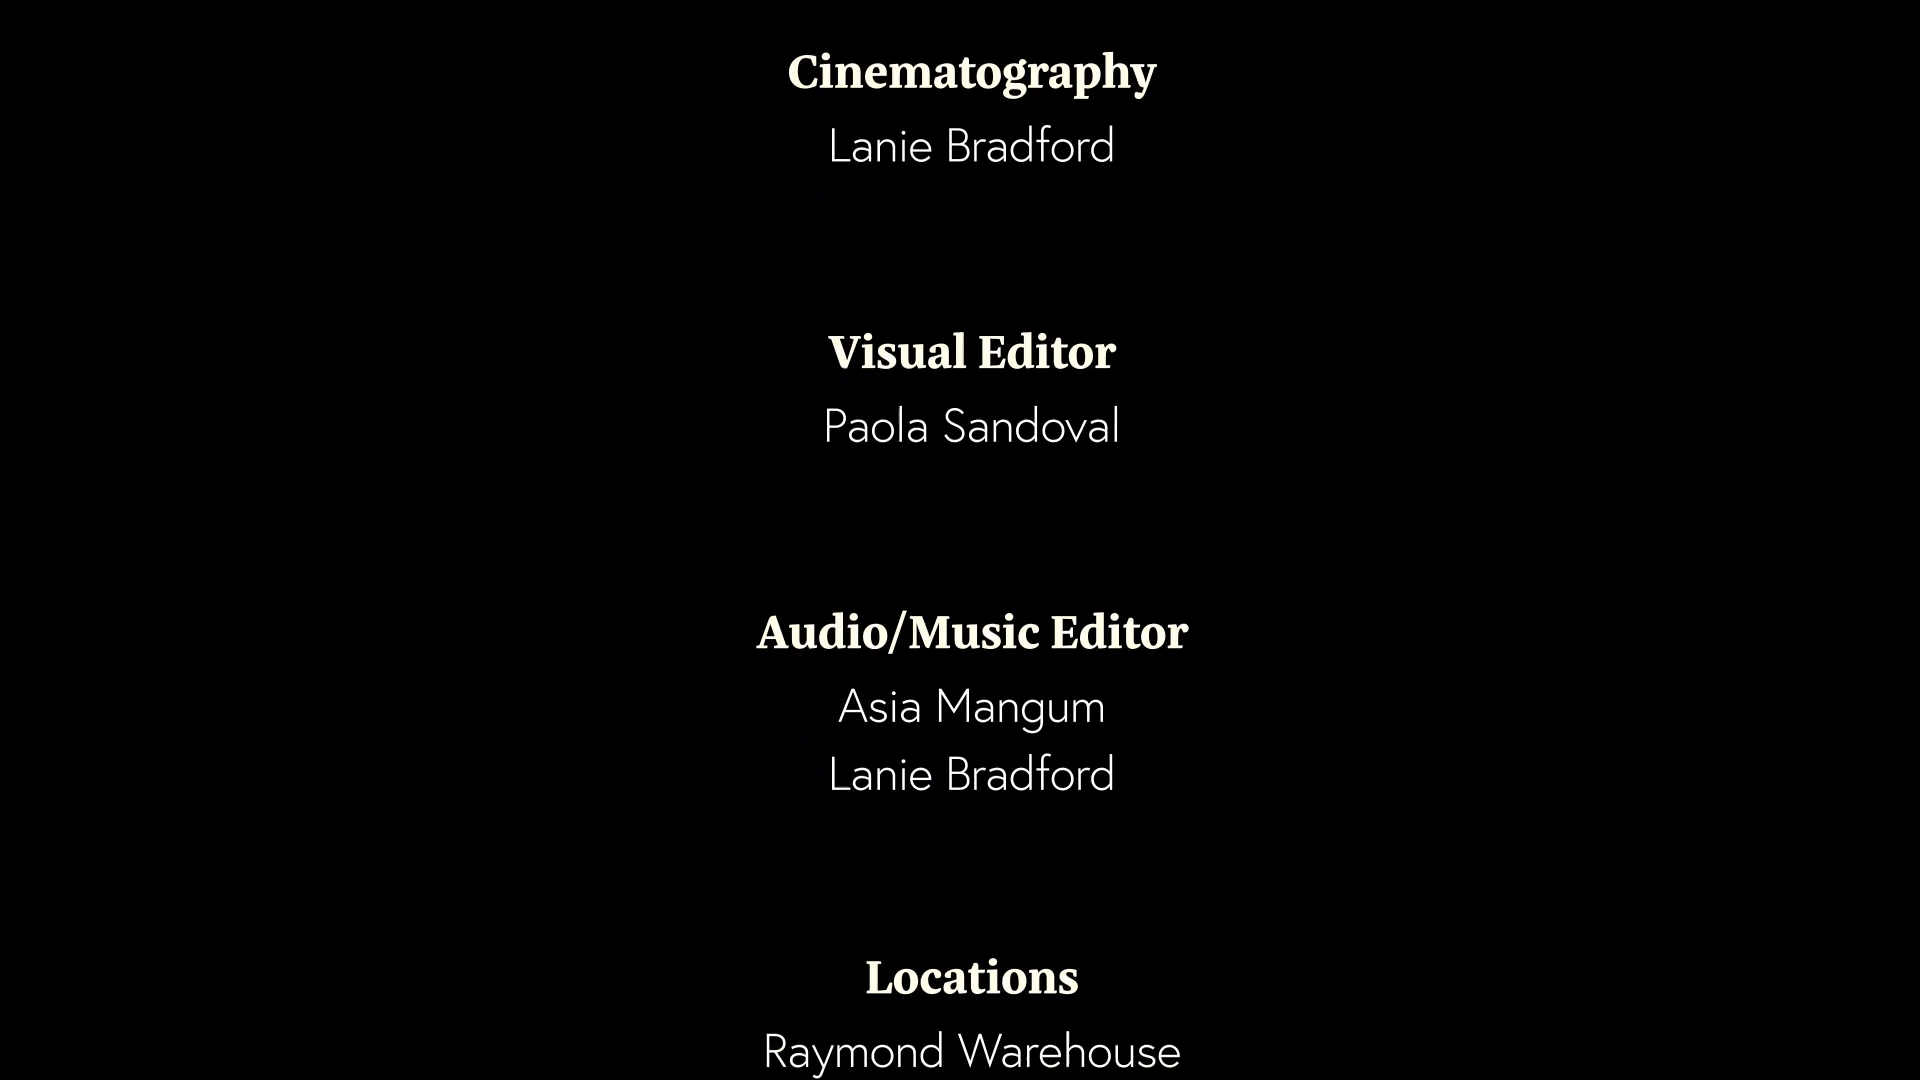 Cinematography
Lanie Bradford
Visual Editor
Paola Sandoval
Audio/Music Editor
Asia Mangum
Lanie Bradford
Locations
Raymond Warehouse